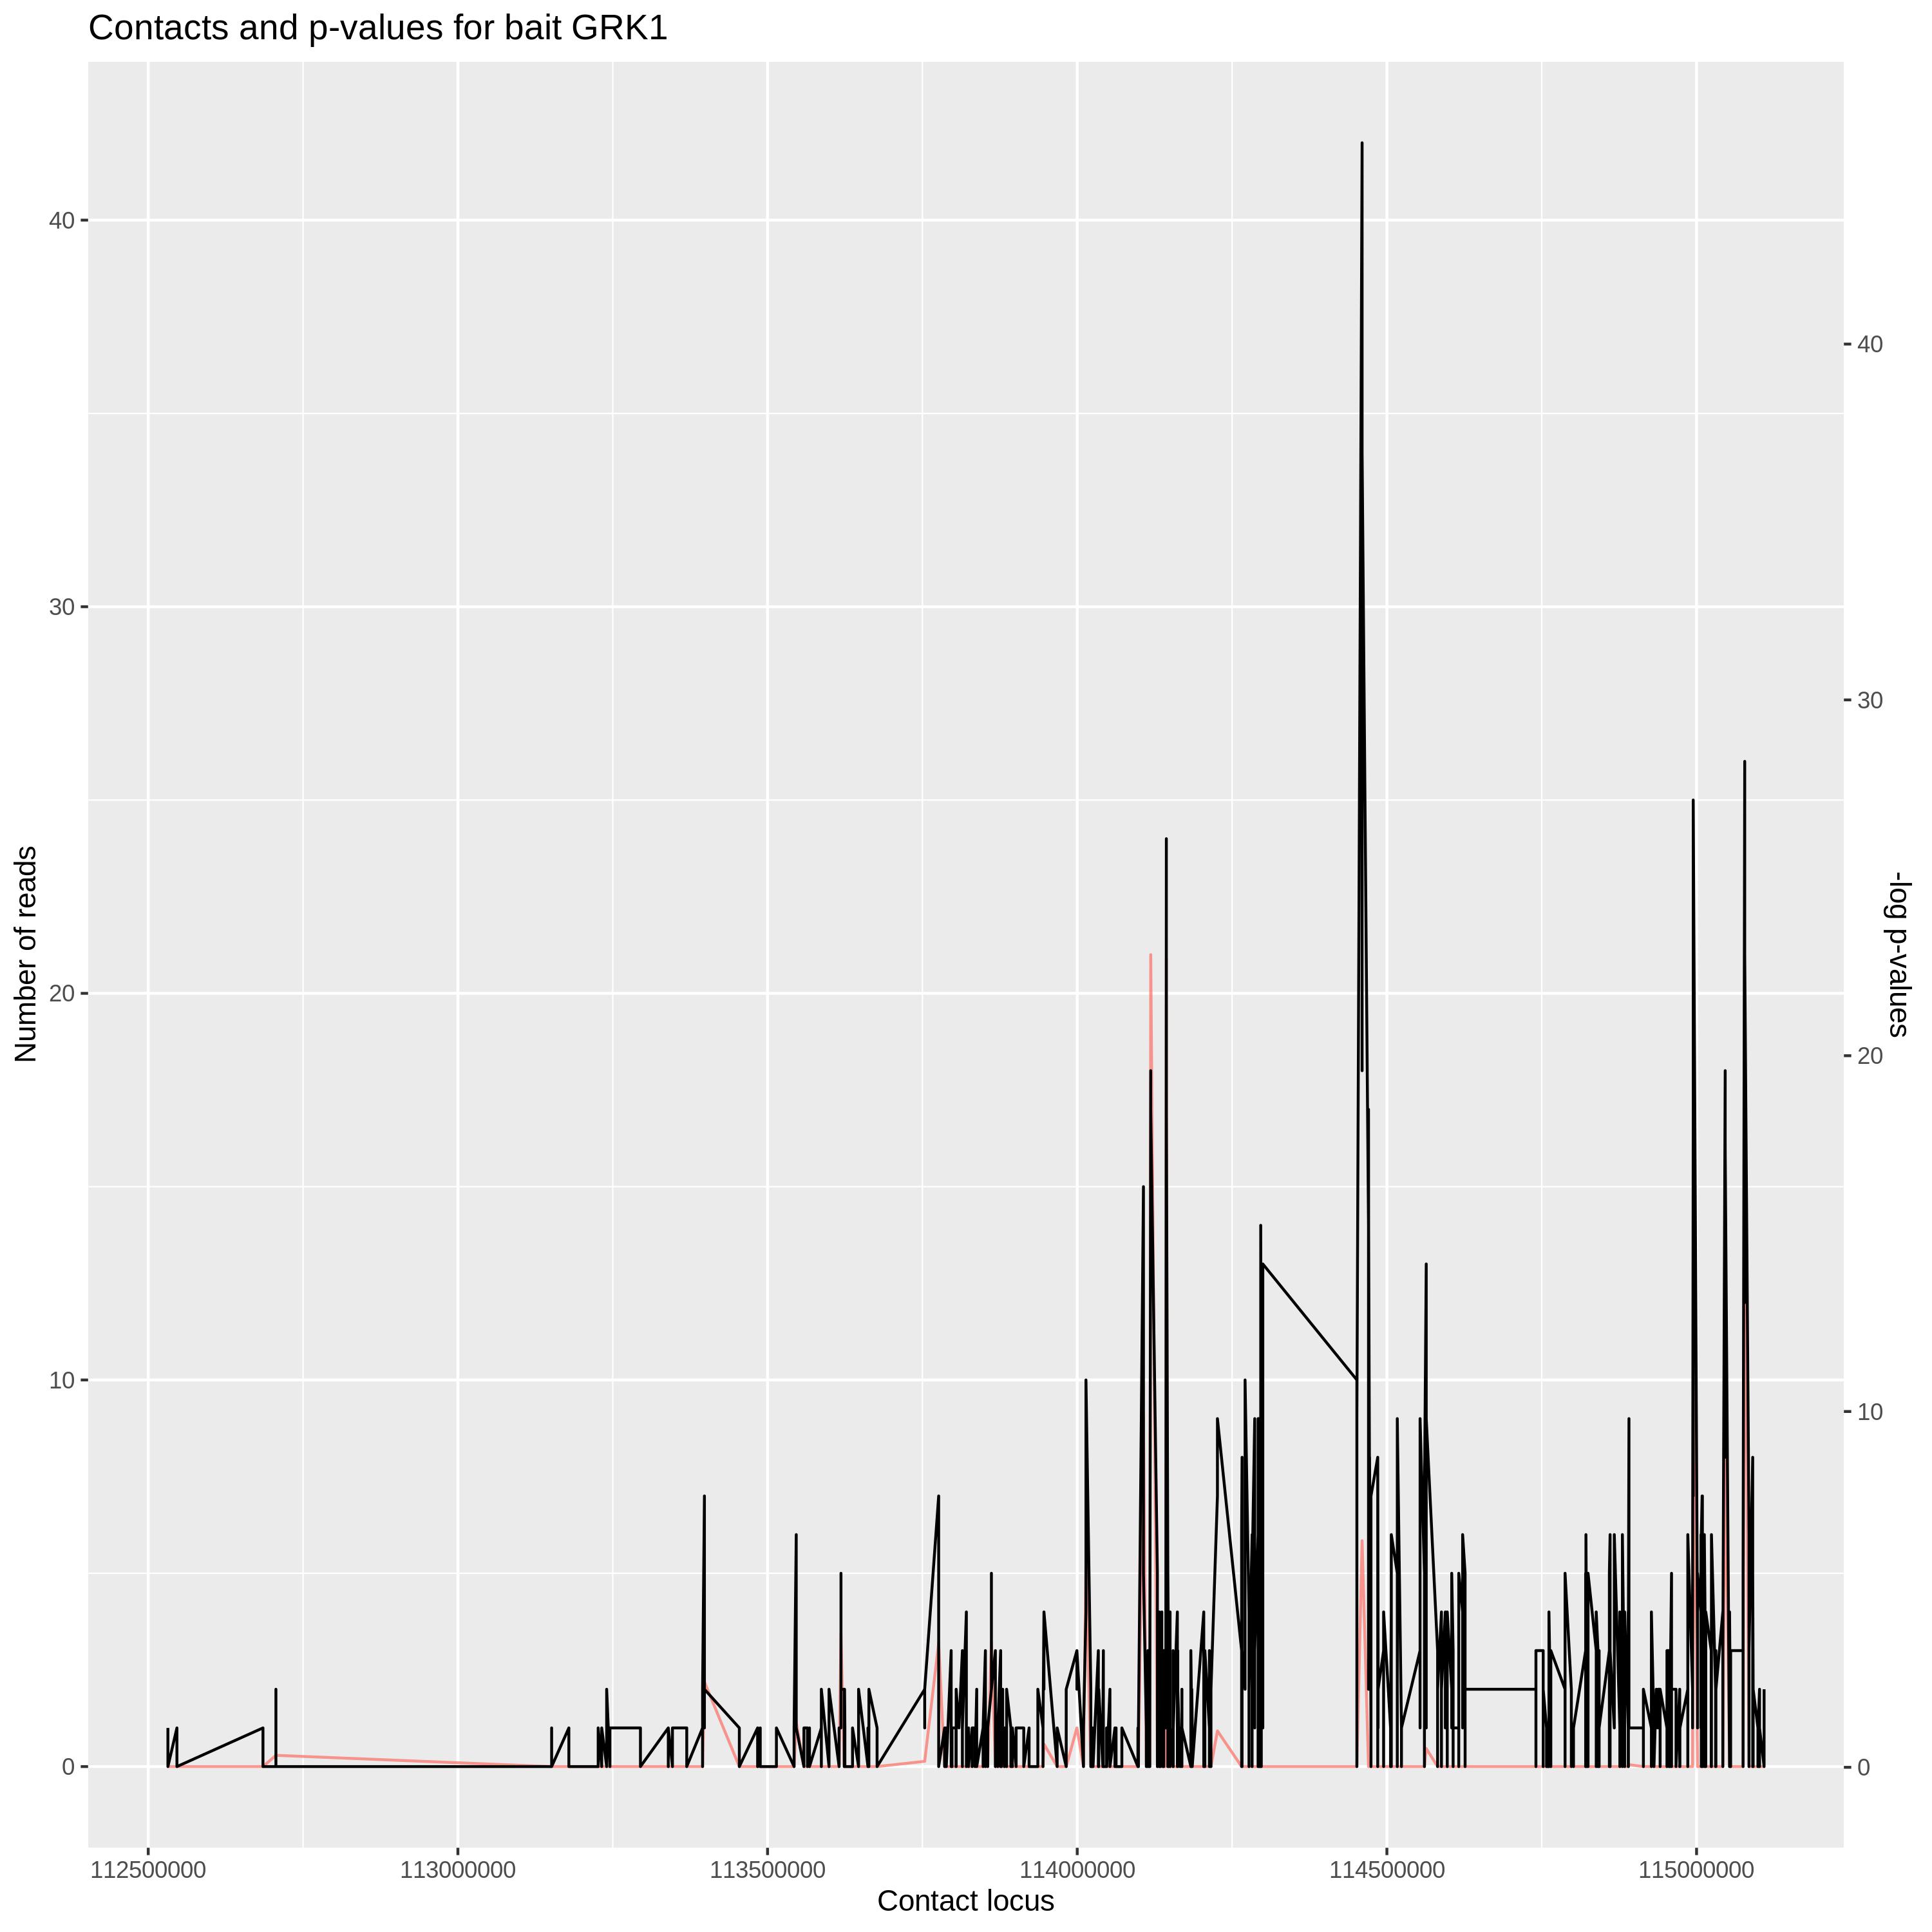 Contacts and p-values for bait GRK1
40
30
20
10
0
Number of reads
40
30
20
10
0
-log p-values
112500000 113000000 113500000 114000000 114500000 115000000
Contact locus